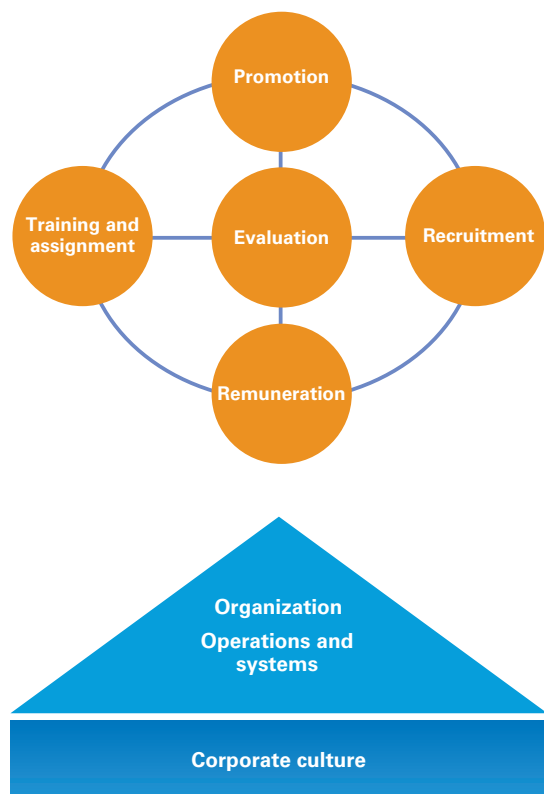 Promotion
Training and
assignment
Evaluation
Recruitment
Remuneration
Organization
Operations and
systems
Corporate culture